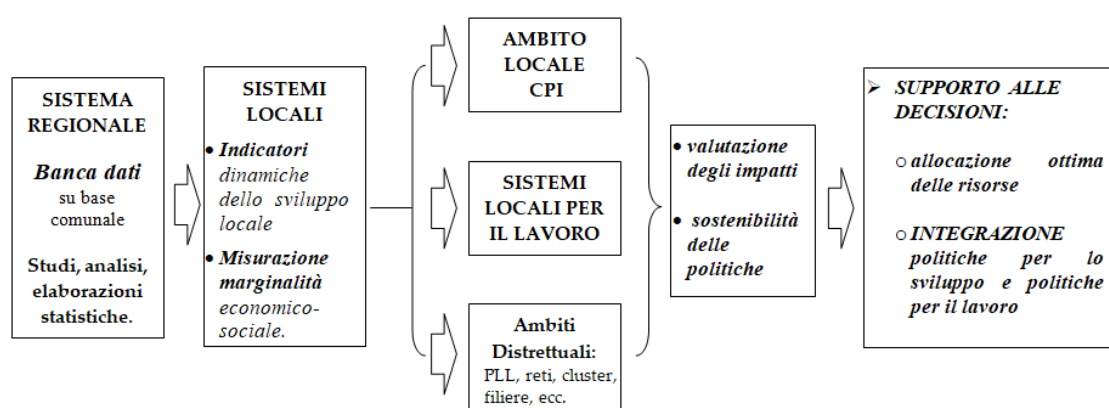 SISTEMA
REGIONALE
Banca dati
su base
comunale
Studi, analisi,
elaborazioni
statistiche.
SISTEMI
LOCALI
• Indicatori
dinamiche
dello sviluppo
locale
• Misurazione
marginalità
economico-
sociale.
AMBITO
LOCALE
CPI
SISTEMI
LOCALI PER
IL LAVORO
Ambiti
Distrettuali:
PLL, reti, cluster,
filiere, ecc.
• valutazione
degli impatti
• sostenibilità
delle
politiche
➢ SUPPORTO ALLE
DECISIONI:
o allocazione ottima
delle risorse
o INTEGRAZIONE
politiche per lo
sviluppo e politiche
per il lavoro